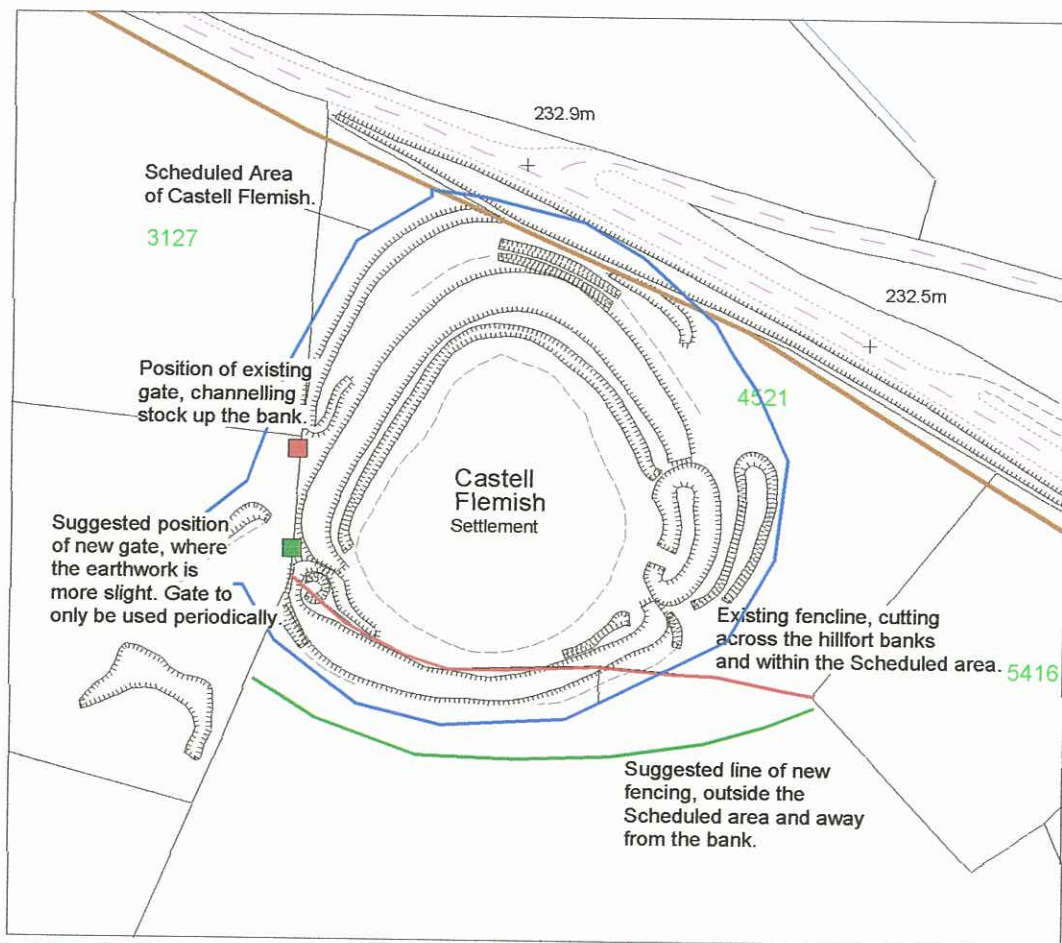 232.9m
Scheduled Area
of Castell Flemish.
3127
232.5m
Position of existing
gate, channelling
stock up the bank.
4521
Castell
Flemish
Settlement
Suggested position
of new gate, where
the earthwork is
more slight. Gate to
only be used periodically.
Existing fencline, cutting
across the hillfort banks
and within the Scheduled area.
5416
Suggested line of new
fencing, outside the
Scheduled area and away
from the bank.